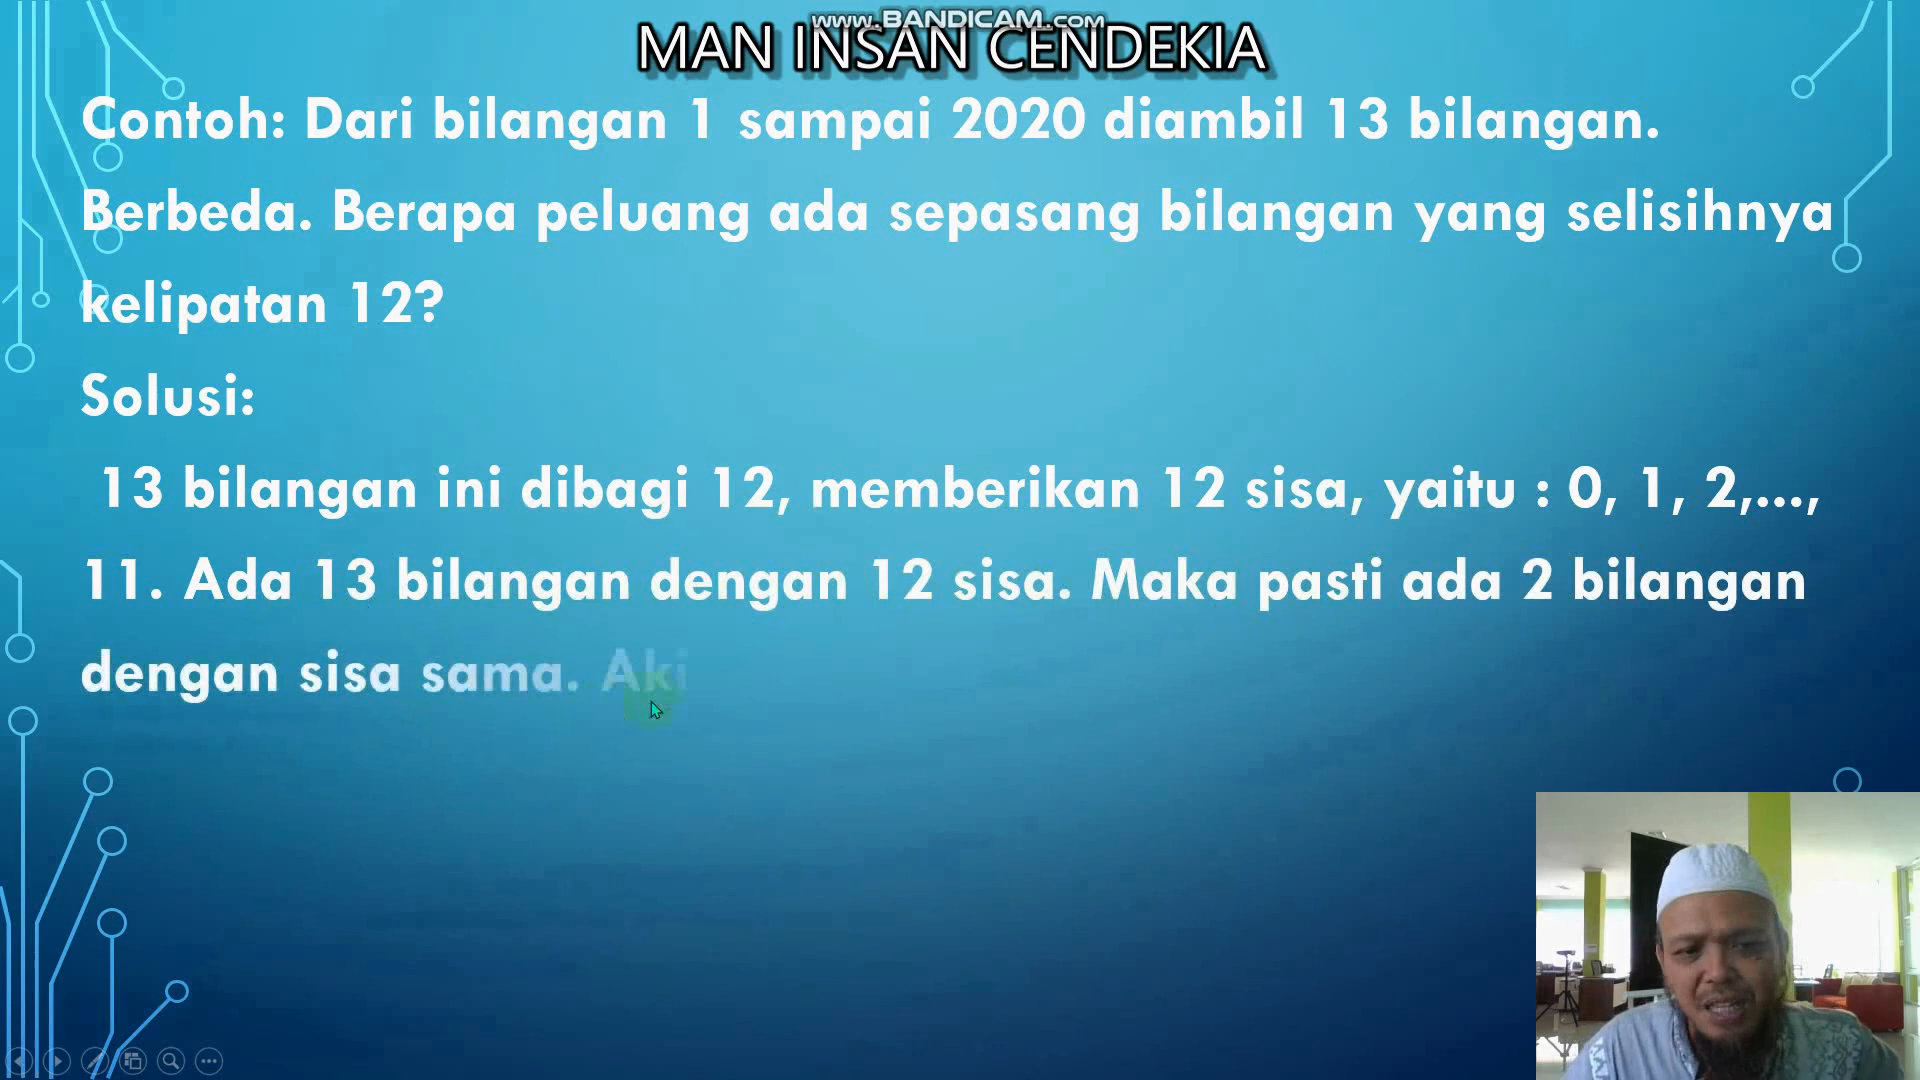 www.BANDICAM.com
MAN INSAN CENDEKIA
Contoh: Dari bilangan 1 sampai 2020 diambil 13 bilangan.
Berbeda. Berapa peluang ada sepasang bilangan yang selisihnya
kelipatan 12?
Solusi:
13 bilangan ini dibagi 12, memberikan 12 sisa, yaitu : 0, 1, 2,...,
11. Ada 13 bilangan dengan 12 sisa. Maka pasti ada 2 bilangan
dengan sisa sama. Aki